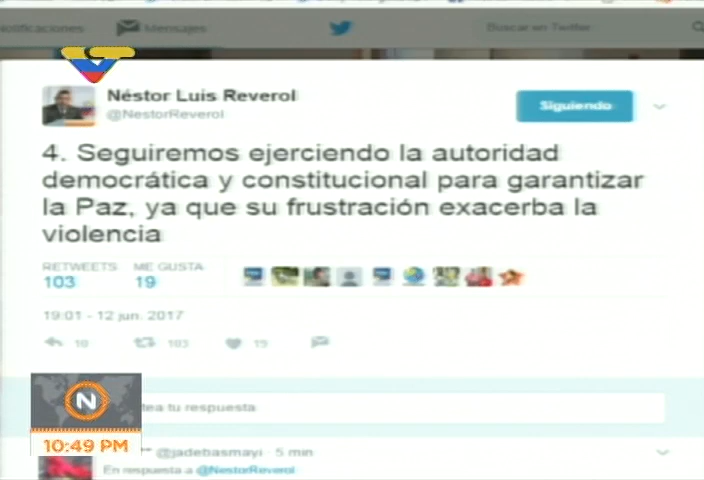 Notificaciones Mensajes Buscar en Twitter
Néstor Luis Reverol
@NestorReverol
Siguiendo
4. Seguiremos ejerciendo la autoridad
democrática y constitucional para garantizar
la Paz, ya que su frustración exacerba la
violencia
RETWEETS ME GUSTA
103 19
19:01 - 12 jun. 2017
10 103 19
N
tea tu respuesta
10:49 PM
@jadebasmayi · 5 min
En respuesta a @NestorReverol